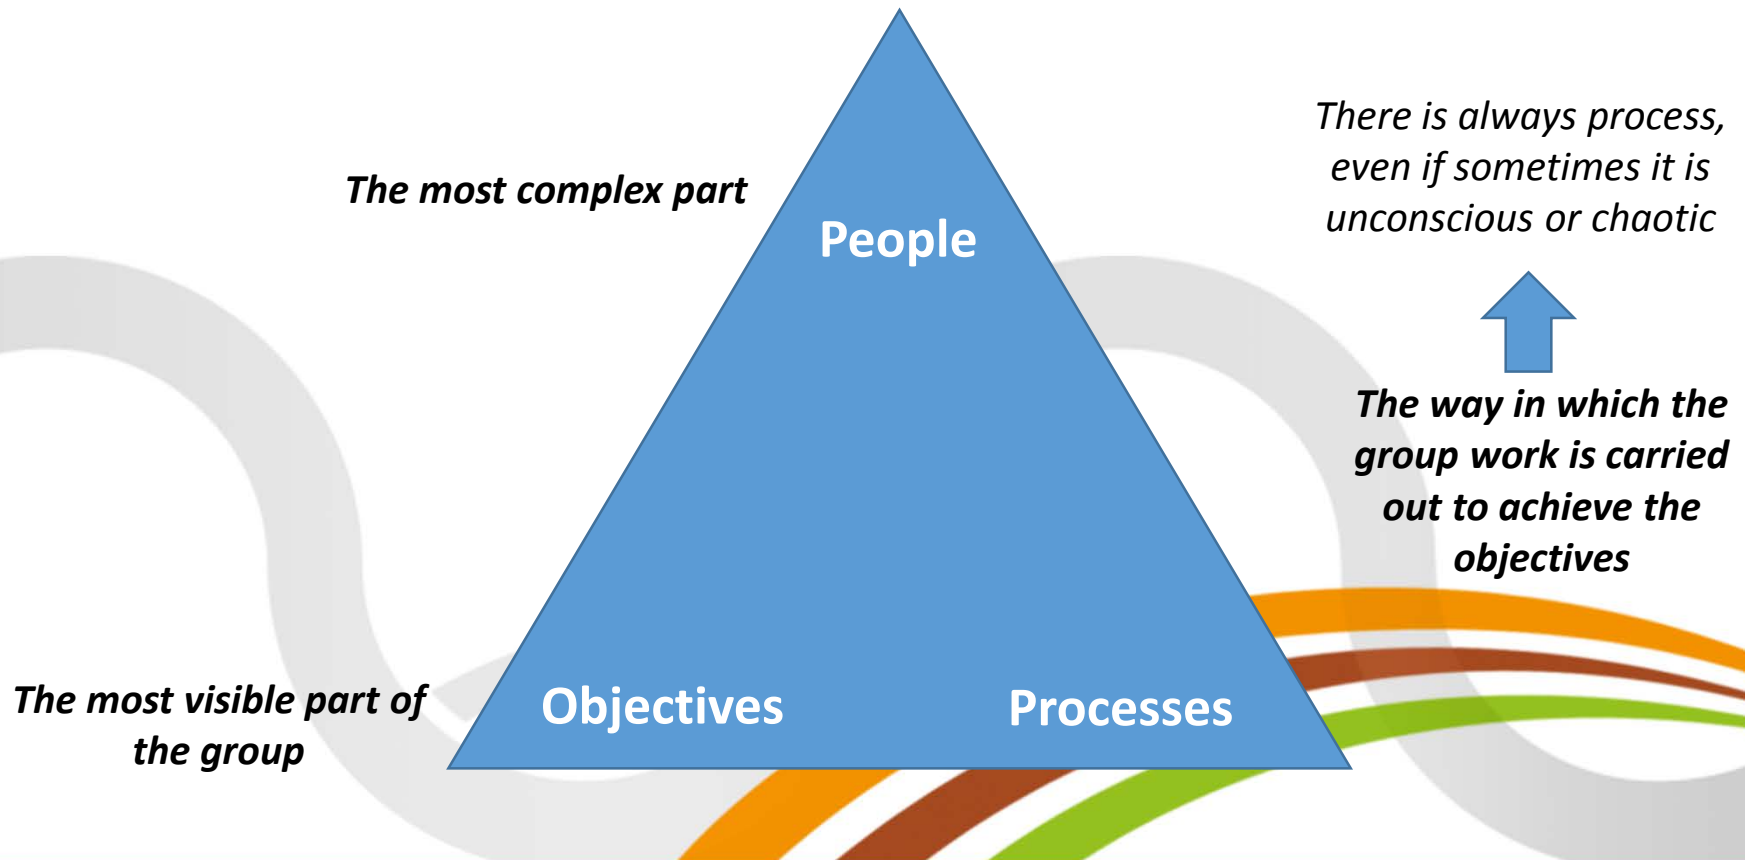 The most complex part
People
There is always process,
even if sometimes it is
unconscious or chaotic
The way in which the
group work is carried
out to achieve the
objectives
The most visible part of
the group
Objectives
Processes